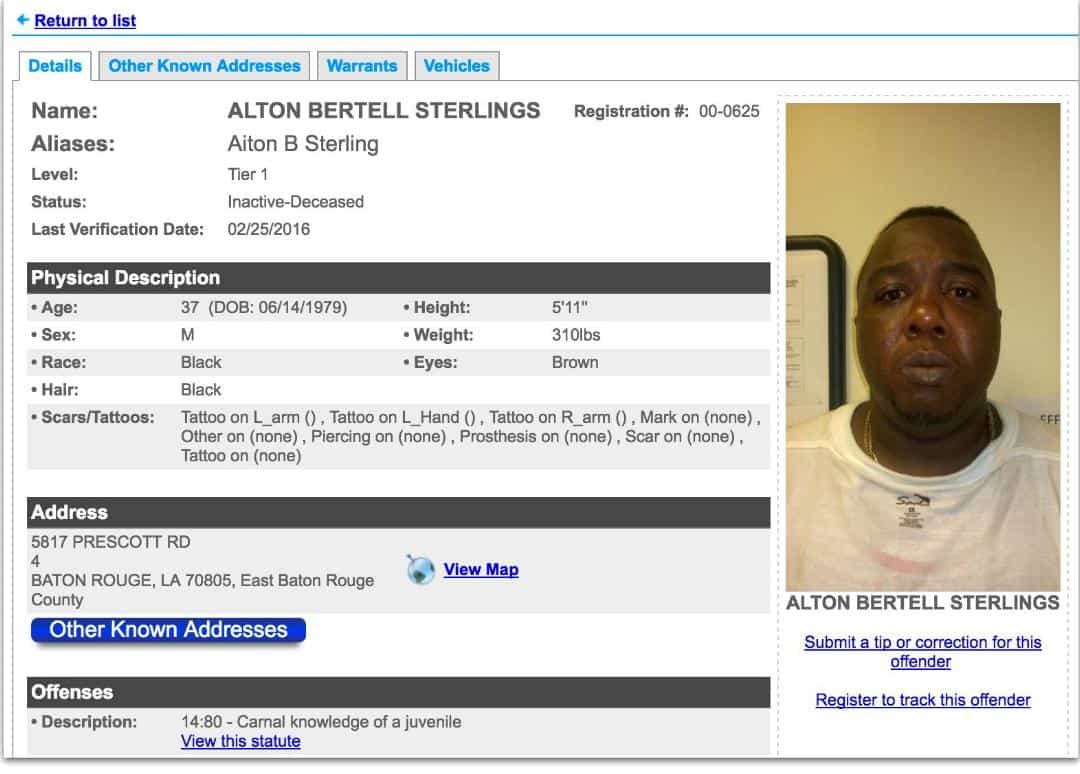 Return to list
Details
Other Known Addresses
Warrants
Vehicles
Name: ALTON BERTELL STERLINGS Registration #: 00-0625
Aliases: Aiton B Sterling
Level: Tier 1
Status: Inactive-Deceased
Last Verification Date: 02/25/2016
Physical Description
• Age: 37 (DOB: 06/14/1979) • Height: 5'11"
• Sex: M • Weight: 310lbs
• Race: Black • Eyes: Brown
• Hair: Black
• Scars/Tattoos: Tattoo on L_arm () , Tattoo on L_Hand () , Tattoo on R_arm () , Mark on (none) ,
Other on (none) , Piercing on (none) , Prosthesis on (none) , Scar on (none) ,
Tattoo on (none)
Address
5817 PRESCOTT RD
4
BATON ROUGE, LA 70805, East Baton Rouge
County
View Map
Other Known Addresses
Offenses
• Description: 14:80 - Carnal knowledge of a juvenile
View this statute
ALTON BERTELL STERLINGS
Submit a tip or correction for this
offender
Register to track this offender